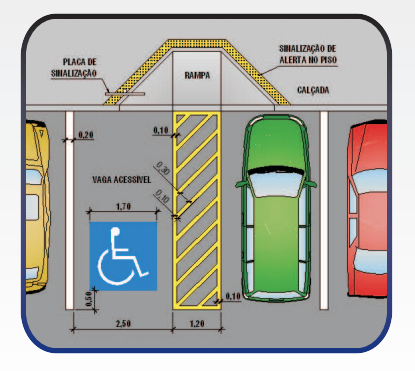 PLACA DE
SINALIZAÇÃO
RAMPA
SINALIZAÇÃO DE
ALERTA NO PISO
CALÇADA
0,20
0,10
VAGA ACESSÍVEL
0,30
0,10
1,70
0,50
0,10
2,50
1,20